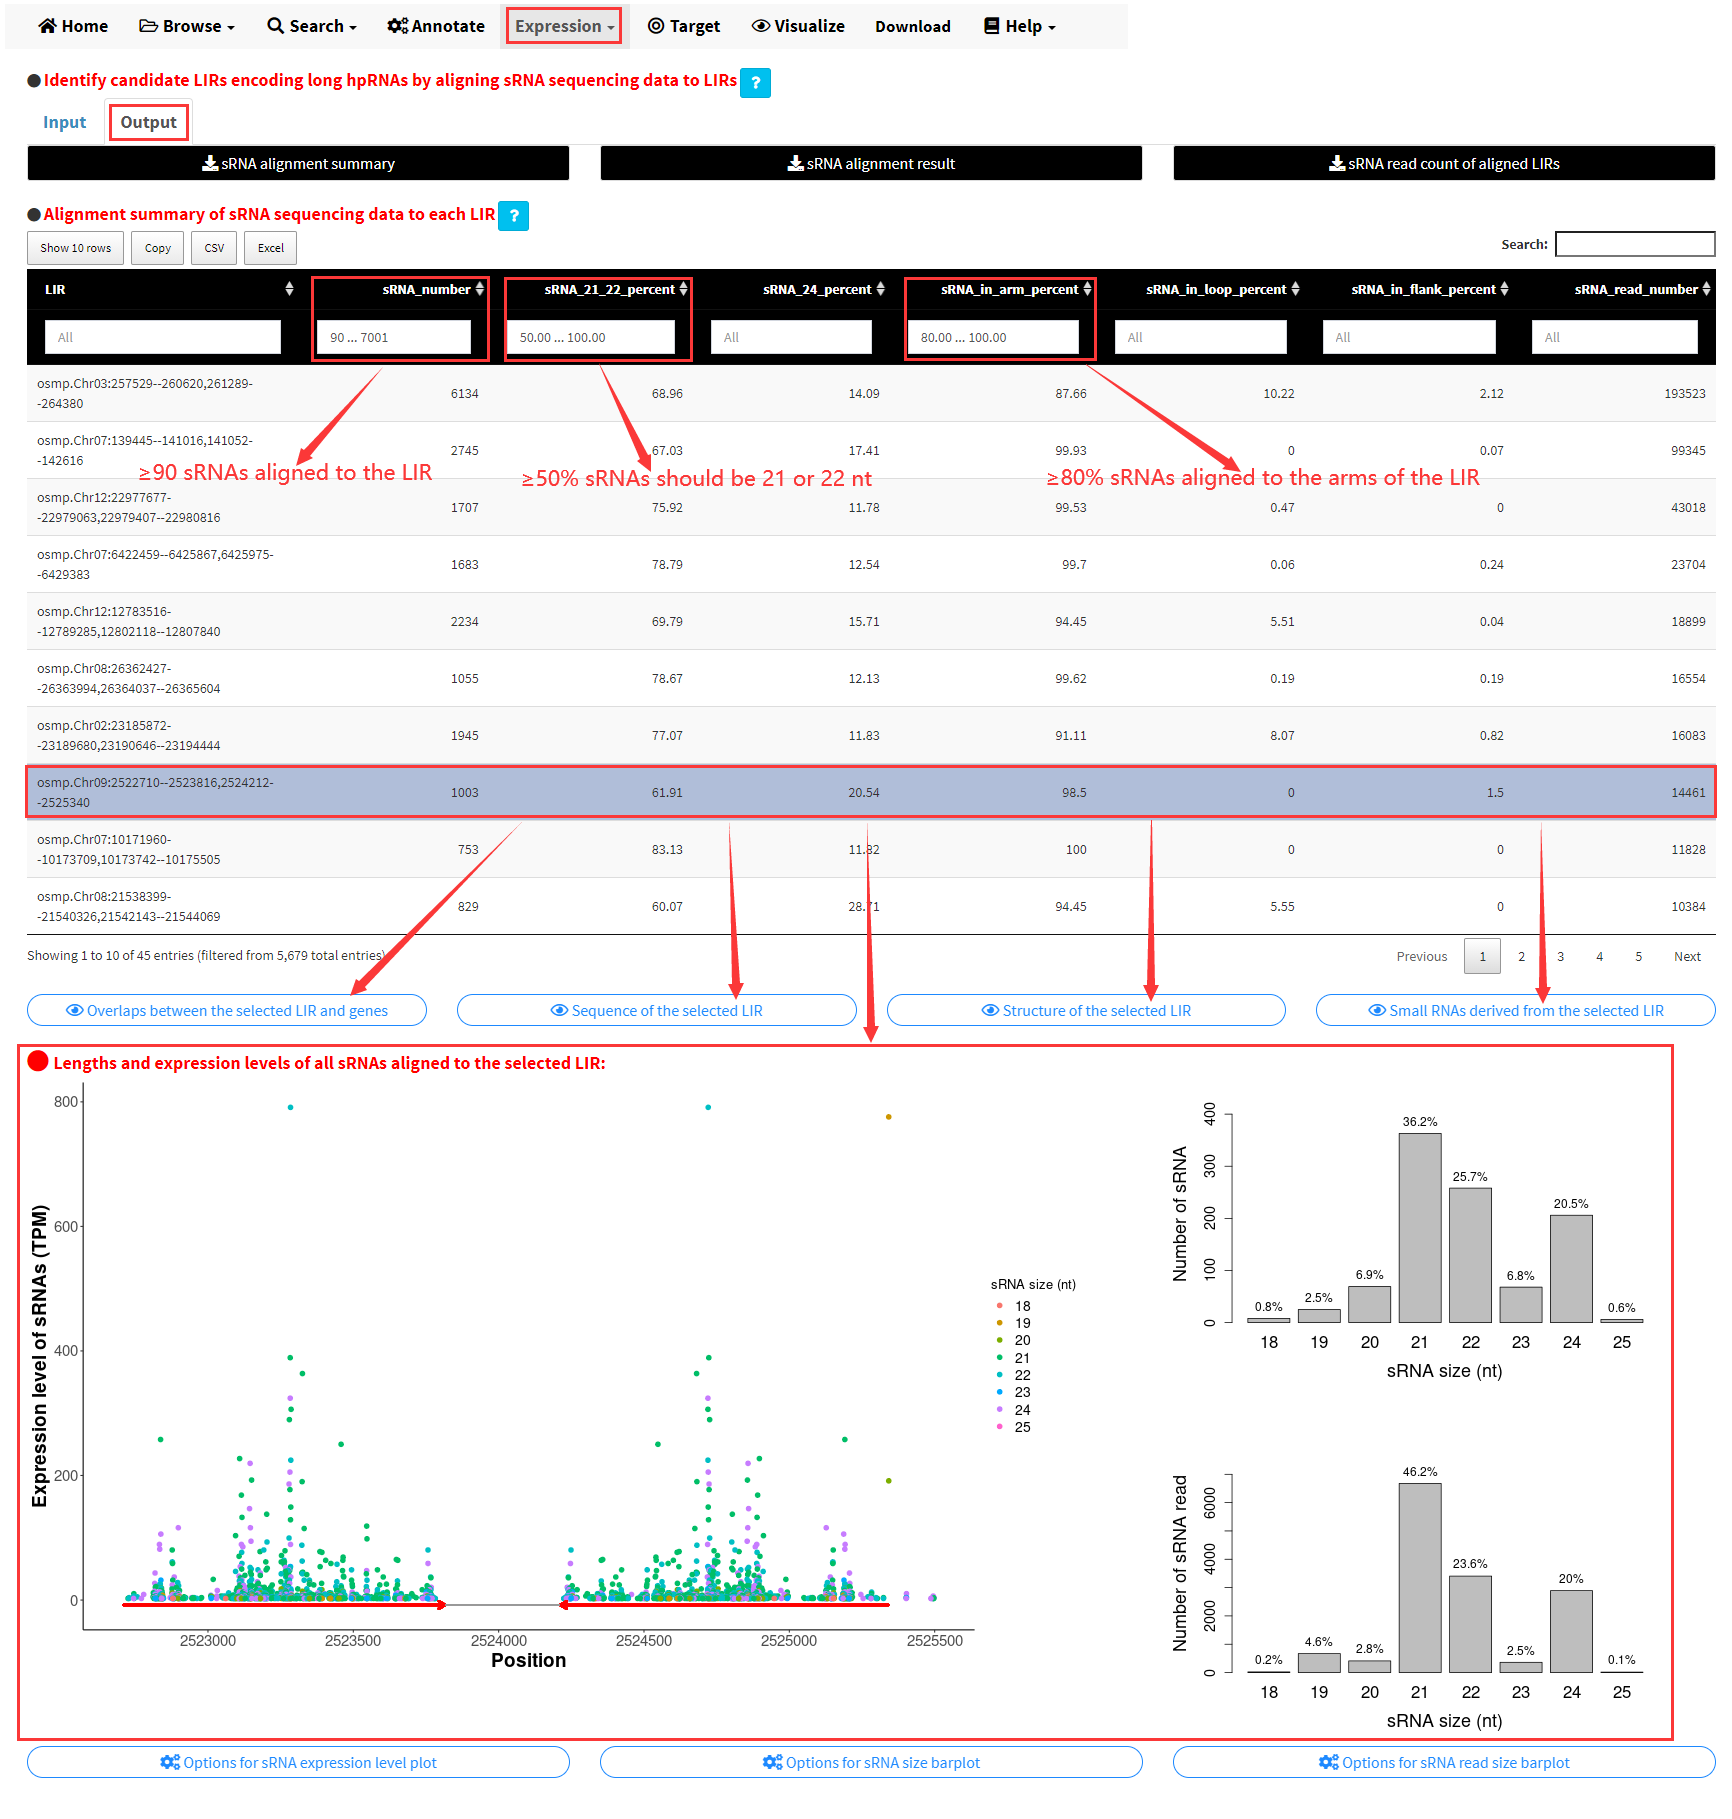 Home Browse Search Annotate Expression Target Visualize Download Help
Identify candidate LIRs encoding long hpRNAs by aligning sRNA sequencing data to LIRs ?
Input Output
sRNA alignment summary sRNA alignment result sRNA read count of aligned LIRs
Alignment summary of sRNA sequencing data to each LIR ?
Show 10 rows Copy CSV Excel Search:
LIR sRNA_number sRNA_21_22_percent sRNA_24_percent sRNA_in_arm_percent sRNA_in_loop_percent sRNA_in_flank_percent sRNA_read_number
All 90 ... 7001 50.00 ... 100.00 All 80.00 ... 100.00 All All All
osmp.Chr03:257529--260620,261289-
-264380 6134 68.96 14.09 87.66 10.22 2.12 193523
osmp.Chr07:139445--141016,141052-
-142616 2745 67.03 17.41 99.93 0 0.07 99345
≥90 sRNAs aligned to the LIR ≥50% sRNAs should be 21 or 22 nt ≥80% sRNAs aligned to the arms of the LIR
osmp.Chr12:22977677-
-22979063,22979407--22980816 1707 75.92 11.78 99.53 0.47 0 43018
osmp.Chr07:6422459--6425867,6425975-
-6429383 1683 78.79 12.54 99.7 0.06 0.24 23704
osmp.Chr12:12783516-
-12789285,12802118--12807840 2234 69.79 15.71 94.45 5.51 0.04 18899
osmp.Chr08:26362427-
-26363994,26364037--26365604 1055 78.67 12.13 99.62 0.19 0.19 16554
osmp.Chr02:23185872-
-23189680,23190646--23194444 1945 77.07 11.83 91.11 8.07 0.82 16083
osmp.Chr09:2522710--2523816,2524212-
-2525340 1003 61.91 20.54 98.5 0 1.5 14461
osmp.Chr07:10171960-
-10173709,10173742--10175505 753 83.13 11.82 100 0 0 11828
osmp.Chr08:21538399-
-21540326,21542143--21544069 829 60.07 28.71 94.45 5.55 0 10384
Showing 1 to 10 of 45 entries (filtered from 5,679 total entries) Previous 1 2 3 4 5 Next
Overlaps between the selected LIR and genes Sequence of the selected LIR Structure of the selected LIR Small RNAs derived from the selected LIR
Lengths and expression levels of all sRNAs aligned to the selected LIR:
Expression level of sRNAs (TPM)
800
600
400
200
0
2523000 2523500 2524000 2524500 2525000 2525500
Position
sRNA size (nt)
18
19
20
21
22
23
24
25
Number of sRNA
0 100 200 300 400
0.8% 2.5% 6.9% 36.2% 25.7% 6.8% 20.5% 0.6%
18 19 20 21 22 23 24 25
sRNA size (nt)
Number of sRNA read
0 2000 4000 6000
0.2% 4.6% 2.8% 46.2% 23.6% 2.5% 20% 0.1%
18 19 20 21 22 23 24 25
sRNA size (nt)
Options for sRNA expression level plot Options for sRNA size barplot Options for sRNA read size barplot